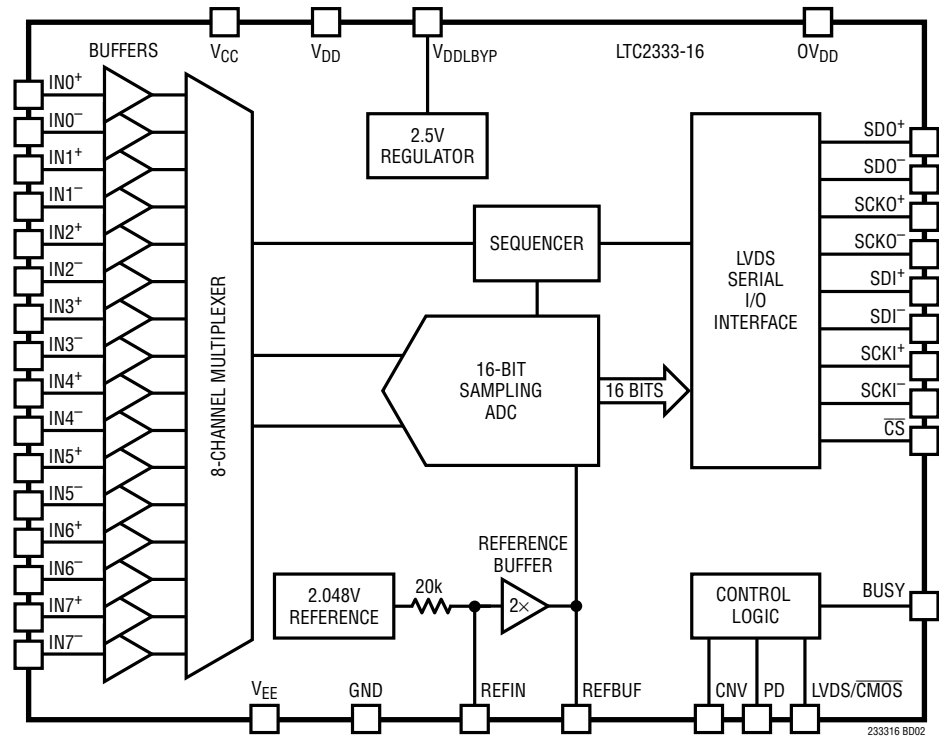 BUFFERS
V_CC
V_DD
V_DDLBYP
LTC2333-16
OV_DD
IN0⁺
IN0⁻
IN1⁺
IN1⁻
IN2⁺
IN2⁻
IN3⁺
IN3⁻
IN4⁺
IN4⁻
IN5⁺
IN5⁻
IN6⁺
IN6⁻
IN7⁺
IN7⁻
8-CHANNEL MULTIPLEXER
2.5V
REGULATOR
SEQUENCER
16-BIT
SAMPLING
ADC
16 BITS
LVDS
SERIAL
I/O
INTERFACE
SDO⁺
SDO⁻
SCKO⁺
SCKO⁻
SDI⁺
SDI⁻
SCKI⁺
SCKI⁻
C̅S̅
REFERENCE
BUFFER
2.048V
REFERENCE
20k
2×
CONTROL
LOGIC
BUSY
V_EE
GND
REFIN
REFBUF
CNV
PD
LVDS/C̅M̅O̅S̅
233316 BD02